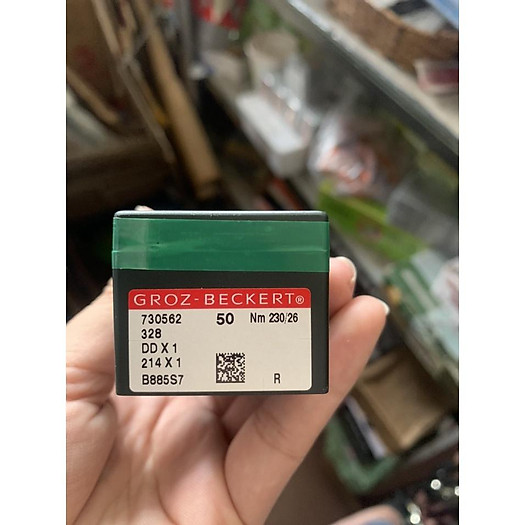 GROZ-BECKERT®
730562 50 Nm 230/26
328
DD X 1
214 X 1
B885S7 R